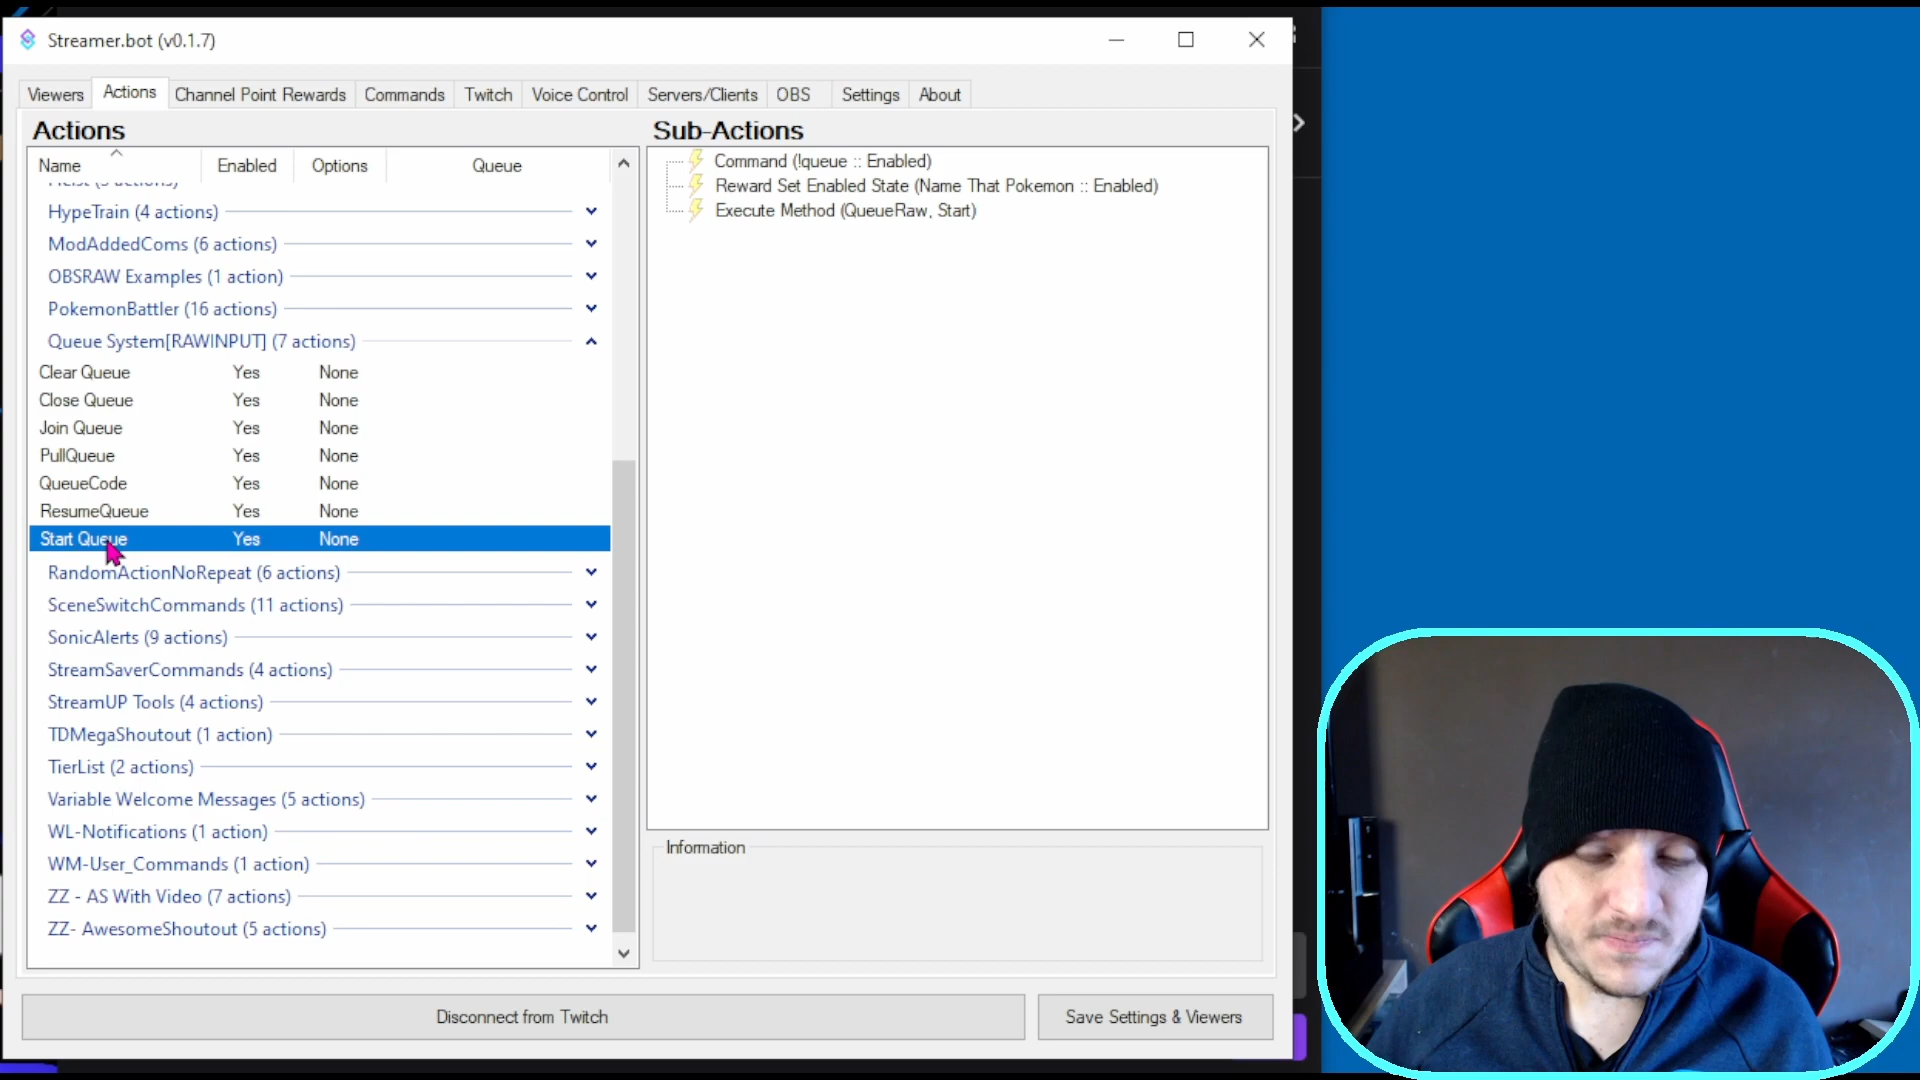 Streamer.bot (v0.1.7)
Viewers Actions Channel Point Rewards Commands Twitch Voice Control Servers/Clients OBS Settings About
Actions
Name Enabled Options Queue
HypeTrain (4 actions)
ModAddedComs (6 actions)
OBSRAW Examples (1 action)
PokemonBattler (16 actions)
Queue System[RAWINPUT] (7 actions)
Clear Queue Yes None
Close Queue Yes None
Join Queue Yes None
PullQueue Yes None
QueueCode Yes None
ResumeQueue Yes None
Start Queue Yes None
RandomActionNoRepeat (6 actions)
SceneSwitchCommands (11 actions)
SonicAlerts (9 actions)
StreamSaverCommands (4 actions)
StreamUP Tools (4 actions)
TDMegaShoutout (1 action)
TierList (2 actions)
Variable Welcome Messages (5 actions)
WL-Notifications (1 action)
WM-User_Commands (1 action)
ZZ - AS With Video (7 actions)
ZZ- AwesomeShoutout (5 actions)
Sub-Actions
Command (!queue :: Enabled)
Reward Set Enabled State (Name That Pokemon :: Enabled)
Execute Method (QueueRaw, Start)
Information
Disconnect from Twitch
Save Settings & Viewers